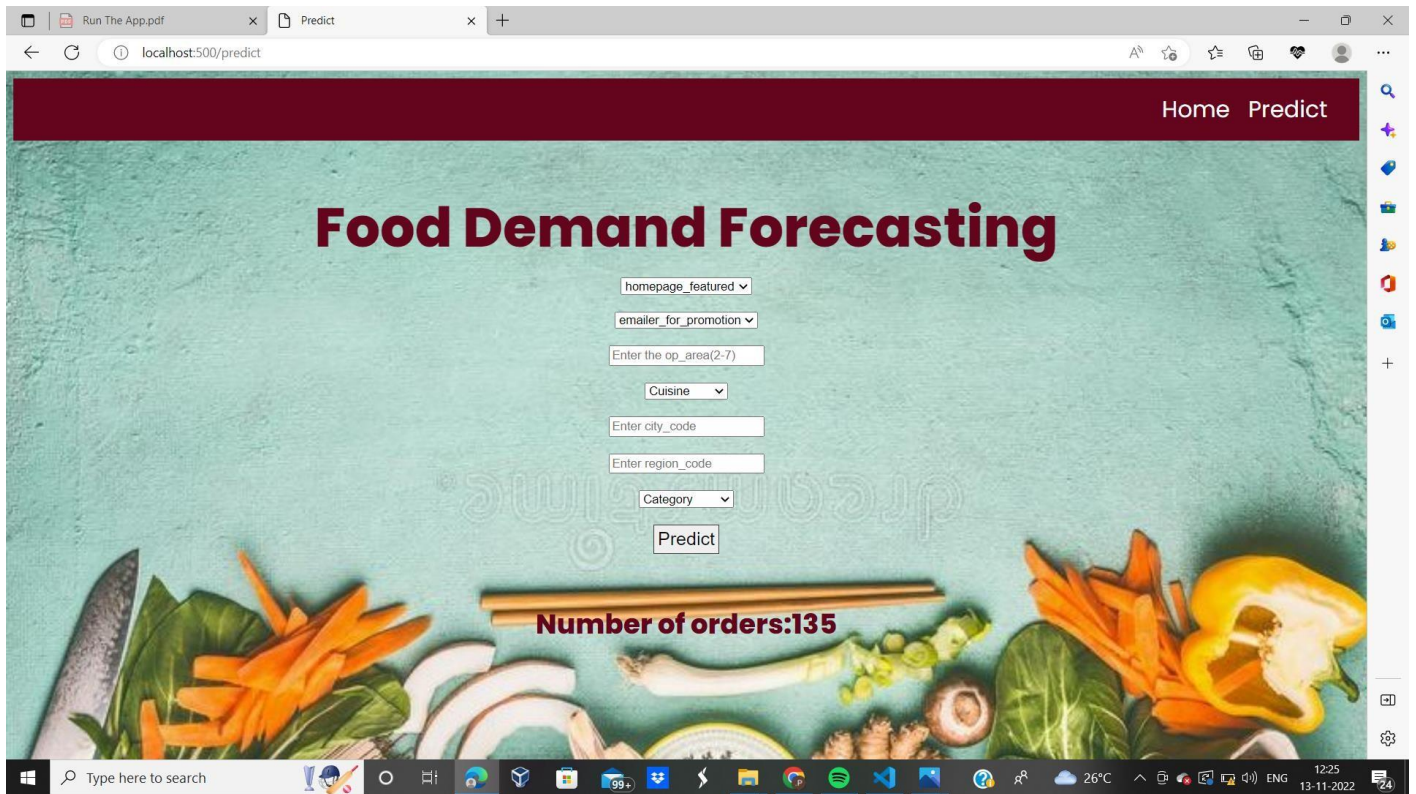 Run The App.pdf
Predict
localhost:500/predict
Home Predict
Food Demand Forecasting
homepage_featured
emailer_for_promotion
Enter the op_area(2-7)
Cuisine
Enter city_code
Enter region_code
Category
Predict
Number of orders:135
Type here to search
99+
26°C
ENG
12:25
13-11-2022
24